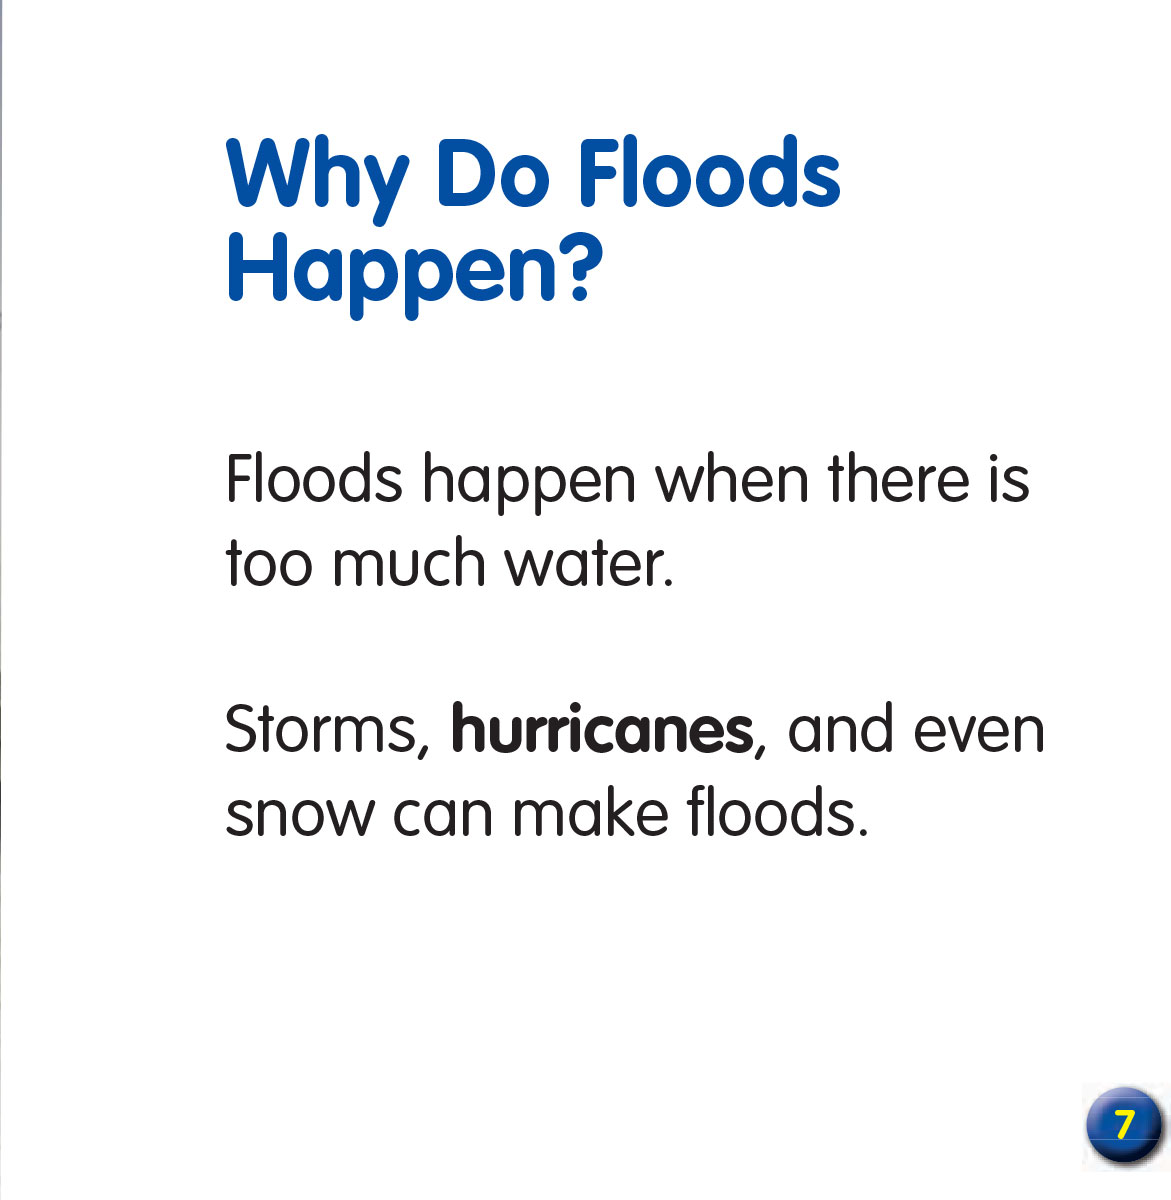 Why Do Floods
Happen?
Floods happen when there is
too much water.
Storms, hurricanes, and even
snow can make floods.
7